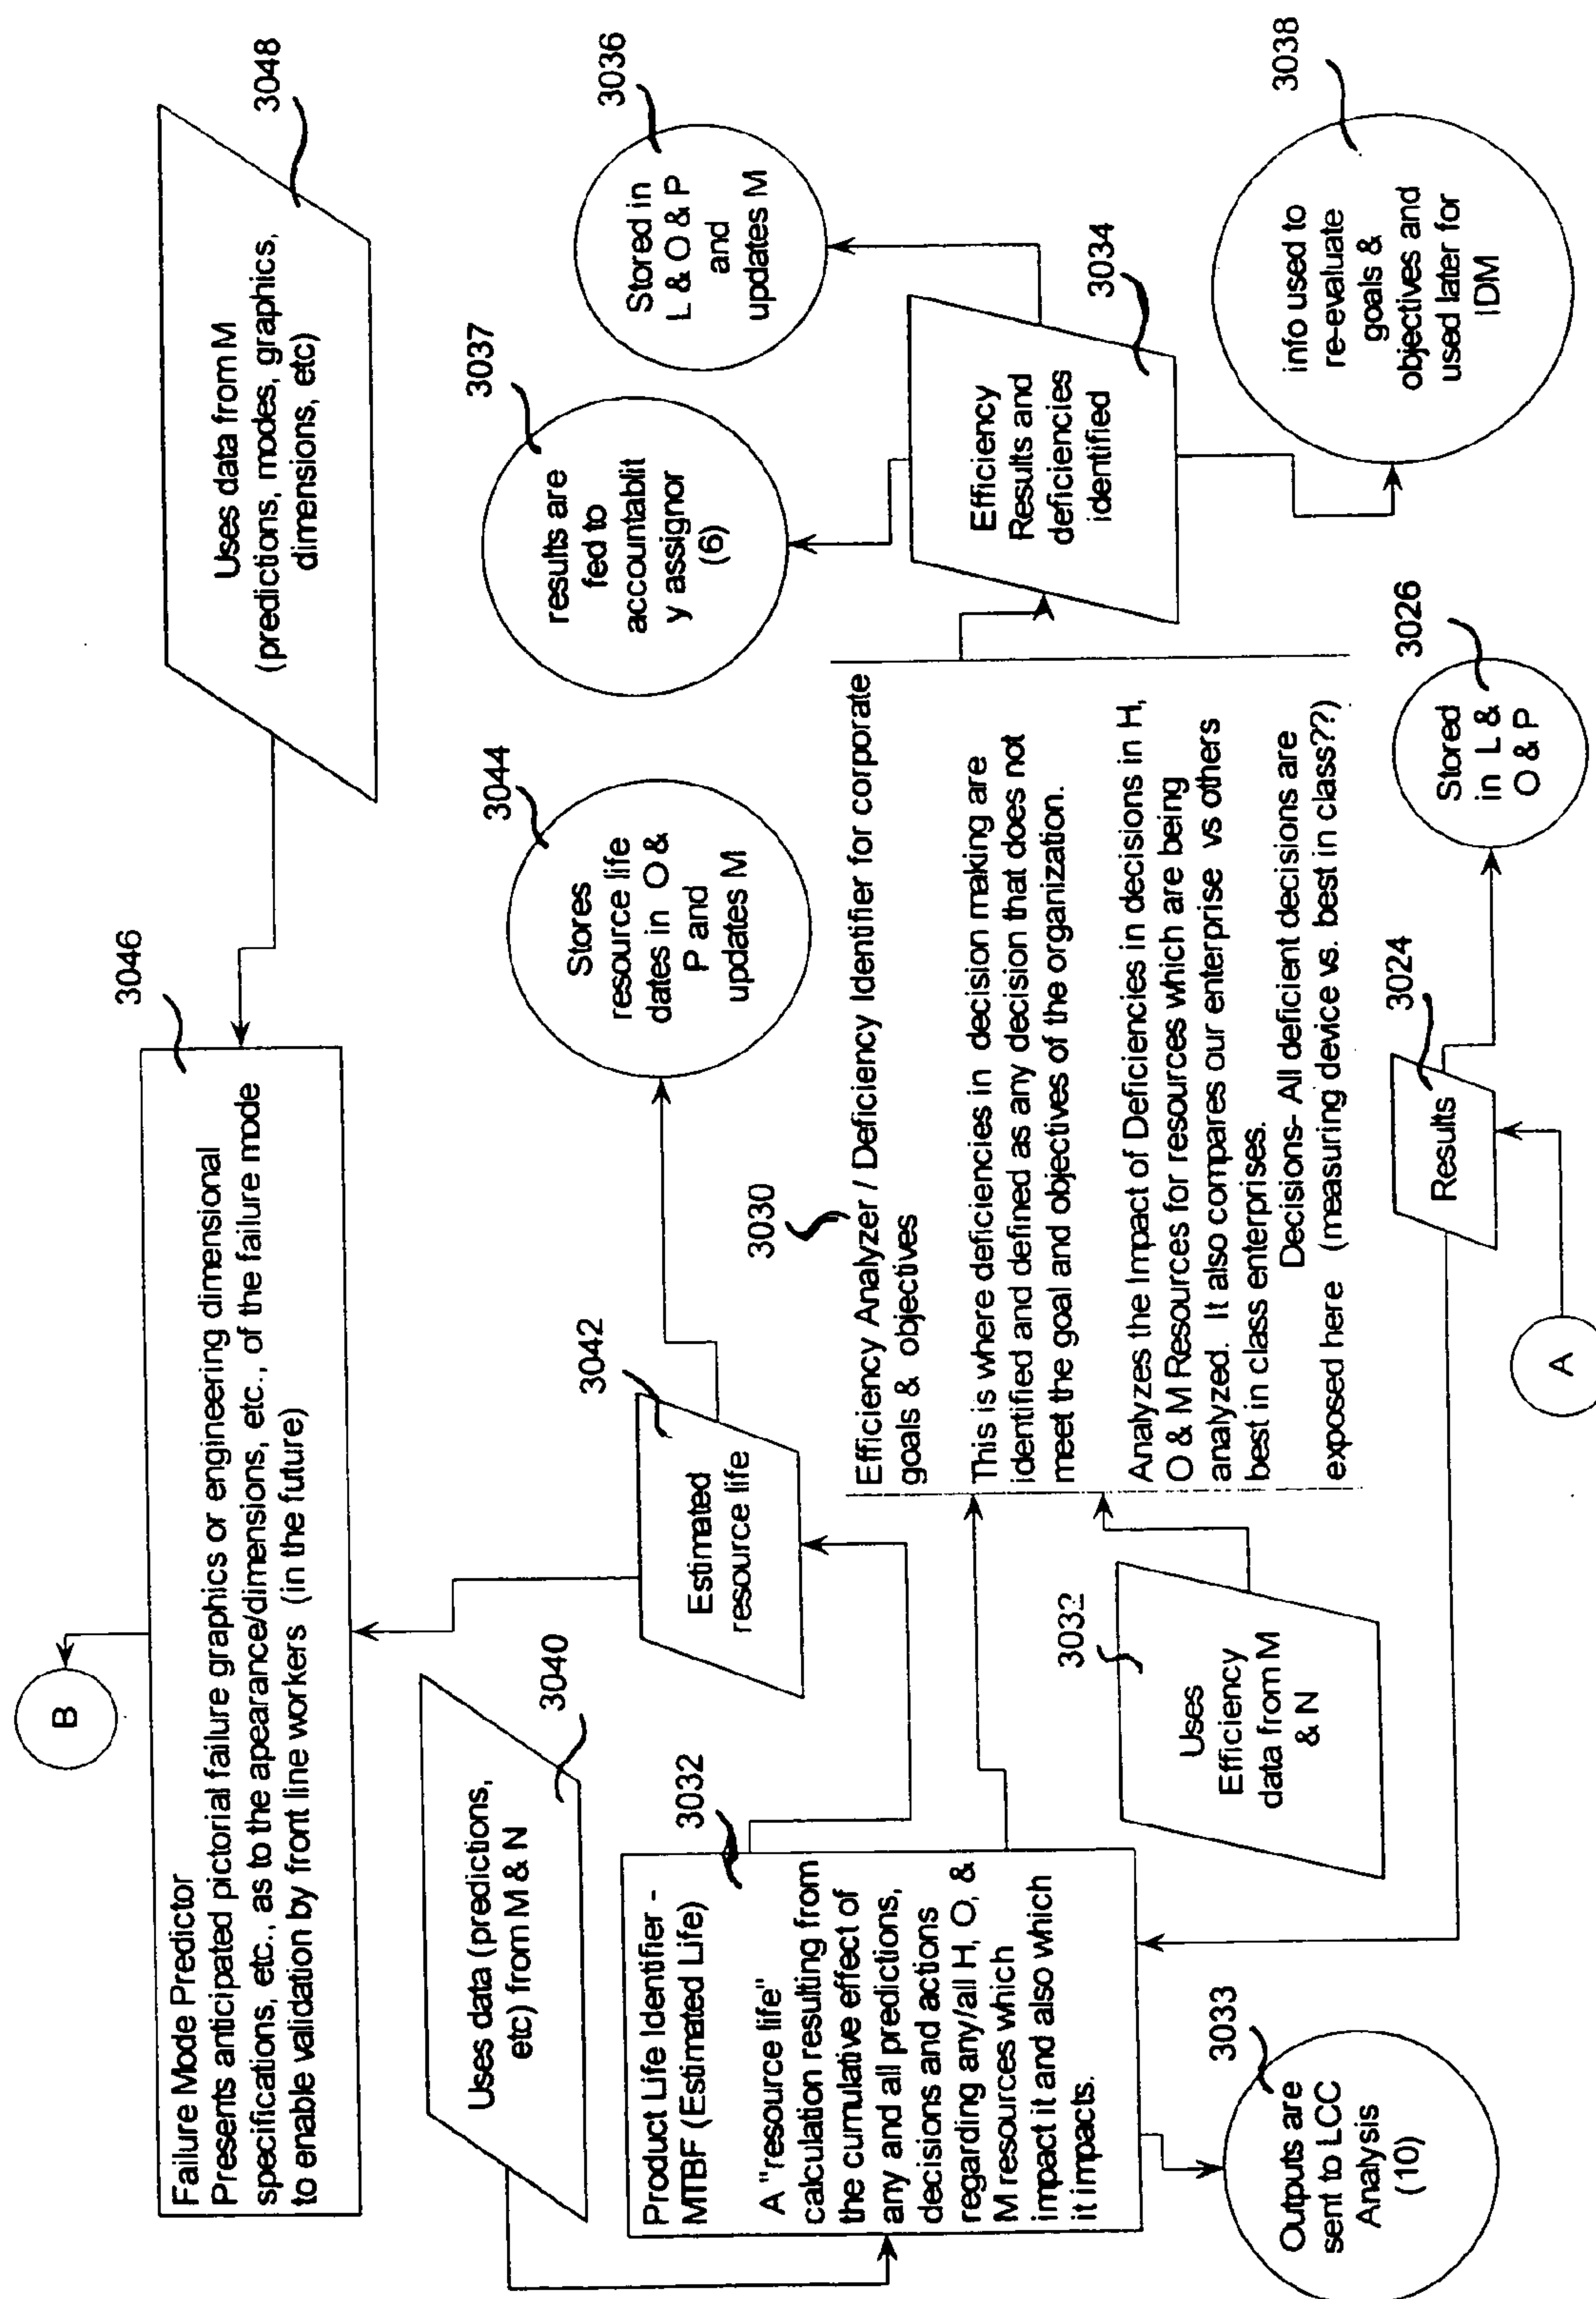 B
3046
Failure Mode Predictor
Presents anticipated pictorial failure graphics or engineering dimensional
specifications, etc., as to the apearance/dimensions, etc., of the failure mode
to enable validation by front line workers (in the future)
3048
Uses data from M
(predictions, modes, graphics,
dimensions, etc)
Uses data (predictions,
etc) from M & N
3040
3042
Estimated
resource life
3044
Stores
resource life
dates in O &
P and
updates M
3037
results are
fed to
accountablit
y assignor
(6)
3036
Stored in
L & O & P
and
updates M
3032
Product Life Identifier -
MTBF (Estimated Life)
A "resource life"
calculation resulting from
the cumulative effect of
any and all predictions,
decisions and actions
regarding any/all H, O, &
M resources which
impact it and also which
it impacts.
3030
Efficiency Analyzer / Deficiency Identifier for corporate
goals & objectives
This is where deficiencies in decision making are
identified and defined as any decision that does not
meet the goal and objectives of the organization.
Analyzes the Impact of Deficiencies in decisions in H,
O & M Resources for resources which are being
analyzed. It also compares our enterprise vs others
best in class enterprises.
Decisions- All deficient decisions are
exposed here (measuring device vs. best in class??)
Efficiency
Results and
deficiencies
identified
3034
3038
info used to
re-evaluate
goals &
objectives and
used later for
IDM
3032
Uses
Efficiency
data from M
& N
3033
Outputs are
sent to LCC
Analysis
(10)
3024
Results
3026
Stored
in L &
O & P
A